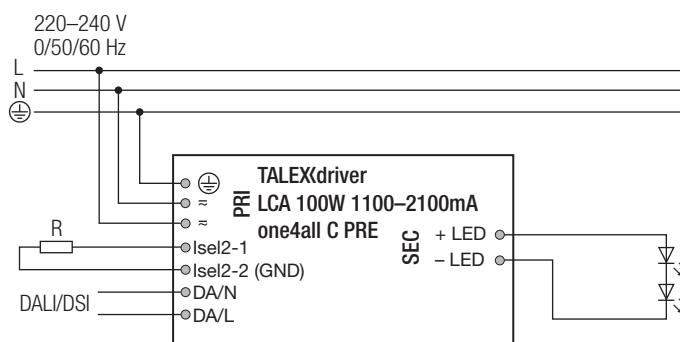 220–240 V
0/50/60 Hz
L
N
PRI
TALEXXdriver
LCA 100W 1100–2100mA
one4all C PRE
≈
≈
R
Isel2-1
Isel2-2 (GND)
DALI/DSI
DA/N
DA/L
SEC
+ LED
– LED